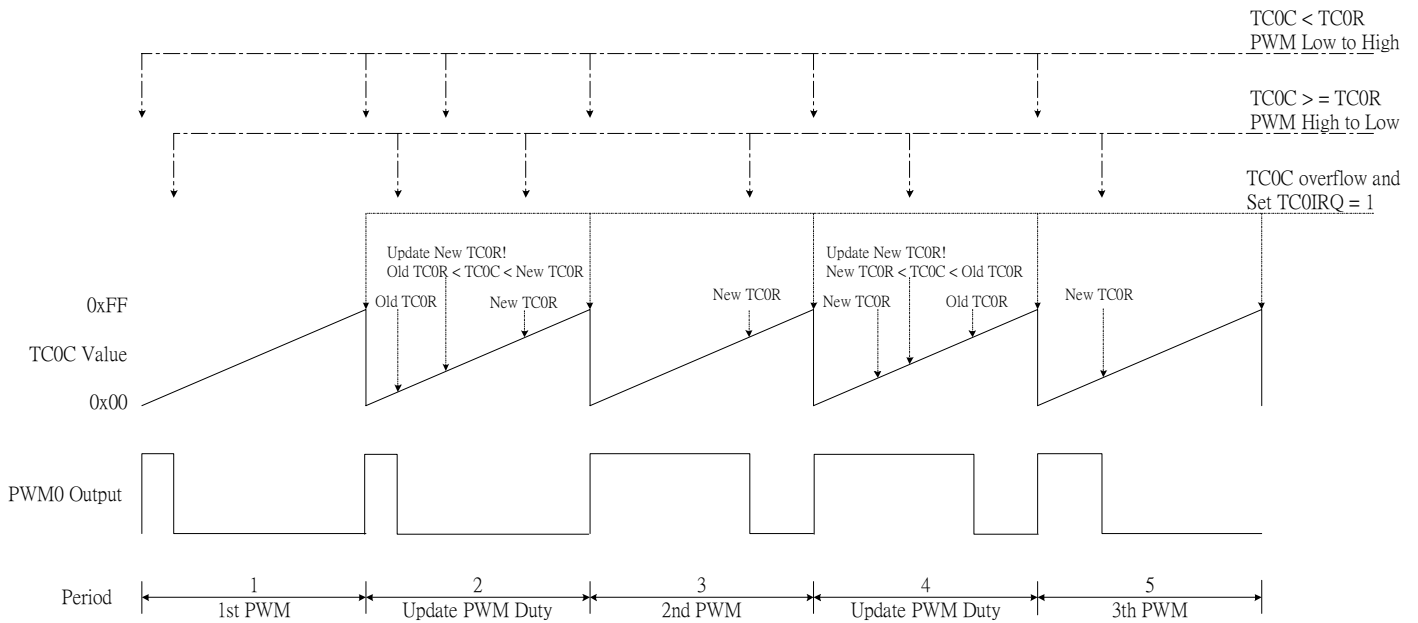 TC0C < TC0R
PWM Low to High
TC0C > = TC0R
PWM High to Low
TC0C overflow and
Set TC0IRQ = 1
Update New TC0R!
Old TC0R < TC0C < New TC0R
Update New TC0R!
New TC0R < TC0C < Old TC0R
0xFF
Old TC0R
New TC0R
New TC0R
New TC0R
Old TC0R
New TC0R
TC0C Value
0x00
PWM0 Output
Period
1
2
3
4
5
1st PWM
Update PWM Duty
2nd PWM
Update PWM Duty
3th PWM